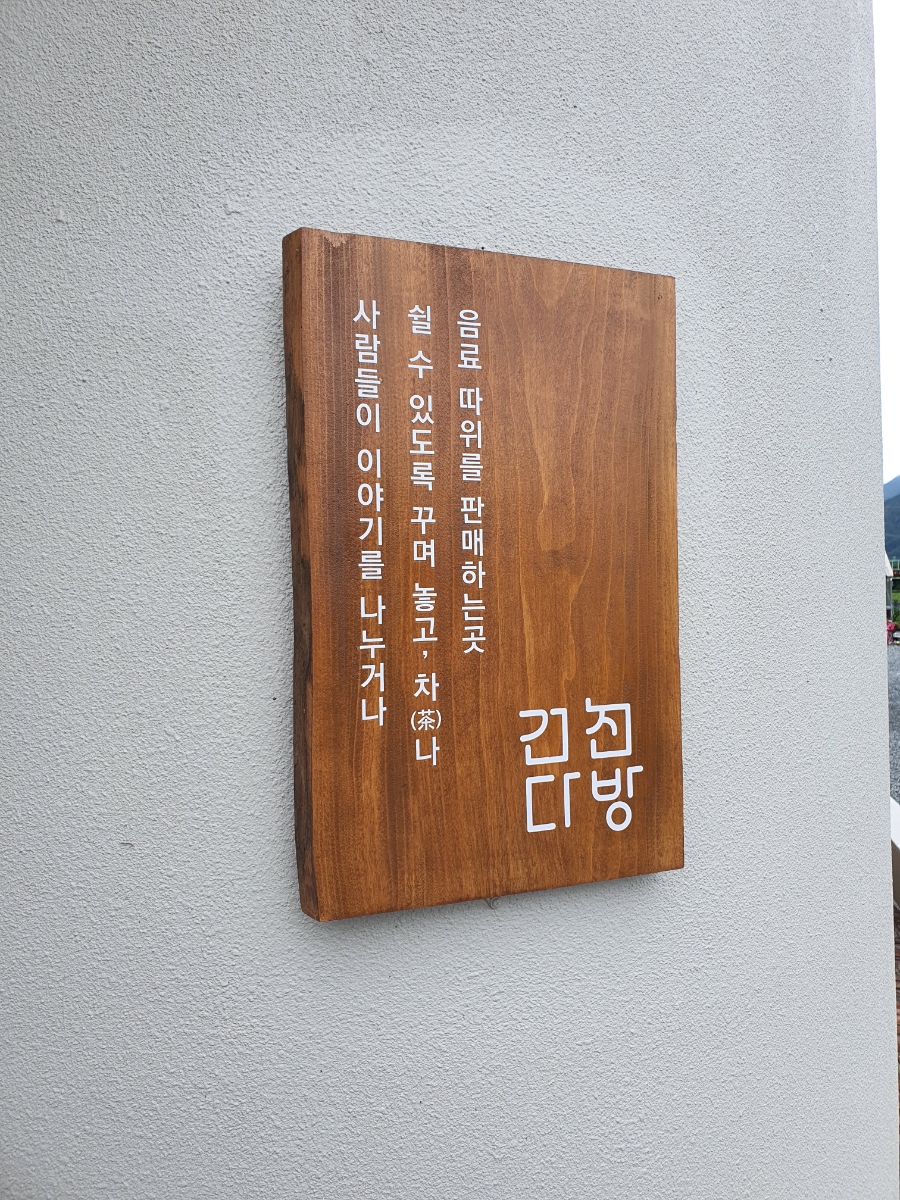 사람들이 이야기를 나누거나
쉴 수 있도록 꾸며 놓고, 차(茶)나
음료 따위를 판매하는곳
다방